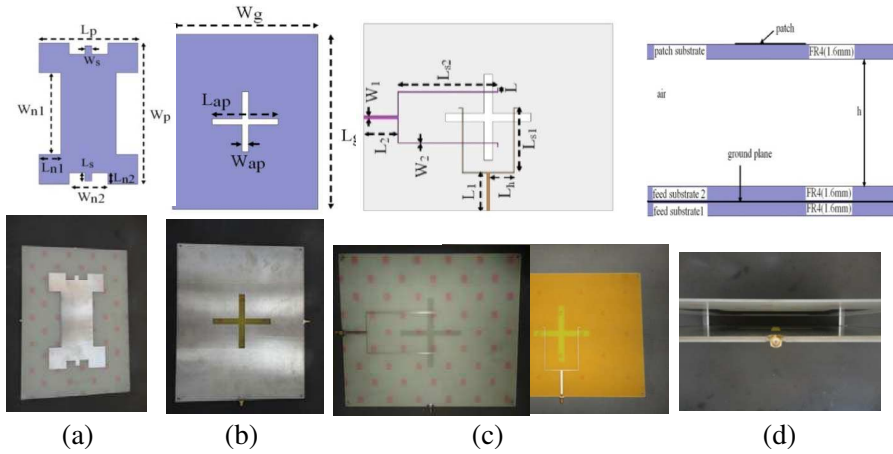 Lp
Ws
Wn1
Wp
Ln1
Ls
Ln2
Wn2
Wg
Lap
Wap
Lg
W1
Ls2
L
L2
W2
Ls1
L1
Lh
patch
patch substrate
FR4(1.6mm)
air
h
ground plane
feed substrate 2
FR4(1.6mm)
feed substrate1
FR4(1.6mm)
(a)
(b)
(c)
(d)